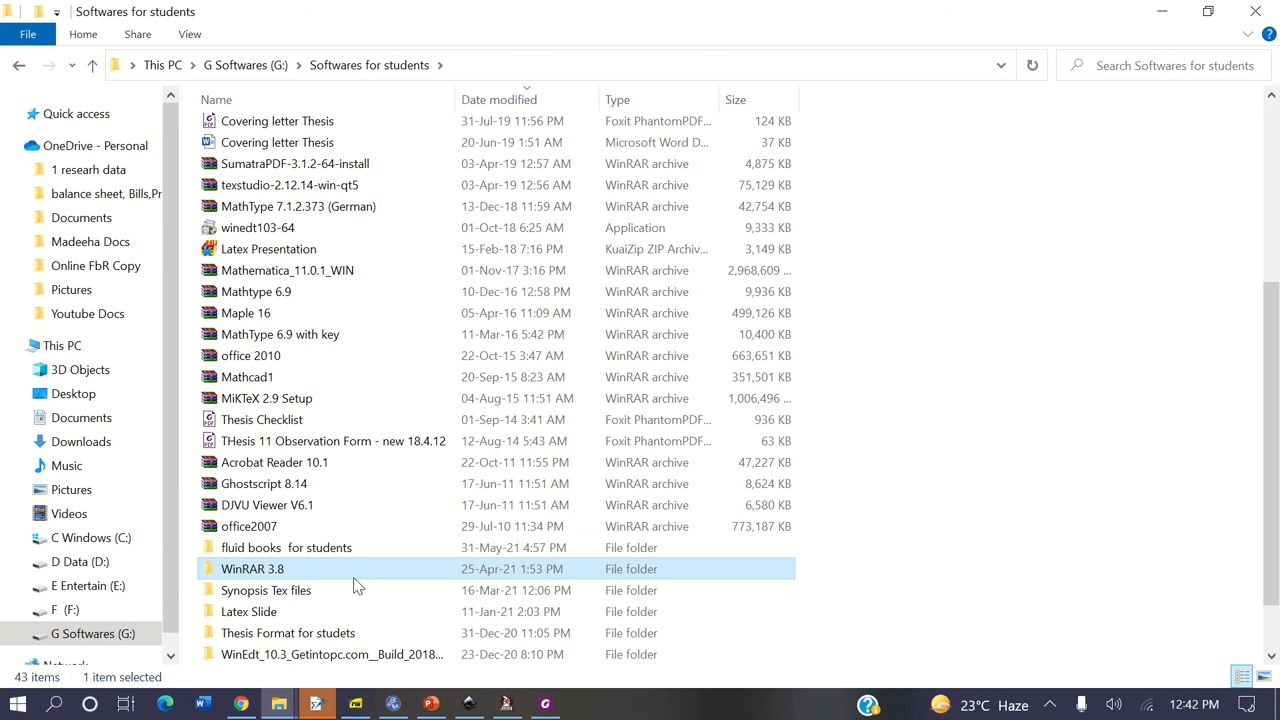 Softwares for students
File Home Share View
This PC G Softwares (G:) Softwares for students Search Softwares for students
Name Date modified Type Size
Quick access
OneDrive - Personal
1 researh data
balance sheet, Bills,Pr
Documents
Madeeha Docs
Online FbR Copy
Pictures
Youtube Docs
This PC
3D Objects
Desktop
Documents
Downloads
Music
Pictures
Videos
C Windows (C:)
D Data (D:)
E Entertain (E:)
F (F:)
G Softwares (G:)
Covering letter Thesis 31-Jul-19 11:56 PM Foxit PhantomPDF... 124 KB
Covering letter Thesis 20-Jun-19 1:51 AM Microsoft Word D... 37 KB
SumatraPDF-3.1.2-64-install 03-Apr-19 12:57 AM WinRAR archive 4,875 KB
texstudio-2.12.14-win-qt5 03-Apr-19 12:56 AM WinRAR archive 75,129 KB
MathType 7.1.2.373 (German) 13-Dec-18 11:59 AM WinRAR archive 42,754 KB
winedt103-64 01-Oct-18 6:25 AM Application 9,333 KB
Latex Presentation 15-Feb-18 7:16 PM KuaiZip ZIP Archiv... 3,149 KB
Mathematica_11.0.1_WIN 01-Nov-17 3:16 PM WinRAR archive 2,968,609 ...
Mathtype 6.9 10-Dec-16 12:58 PM WinRAR archive 9,936 KB
Maple 16 05-Apr-16 11:09 AM WinRAR archive 499,126 KB
MathType 6.9 with key 11-Mar-16 5:42 PM WinRAR archive 10,400 KB
office 2010 22-Oct-15 3:47 AM WinRAR archive 663,651 KB
Mathcad1 20-Sep-15 8:23 AM WinRAR archive 351,501 KB
MiKTeX 2.9 Setup 04-Aug-15 11:51 AM WinRAR archive 1,006,496 ...
Thesis Checklist 01-Sep-14 3:41 AM Foxit PhantomPDF... 936 KB
THesis 11 Observation Form - new 18.4.12 12-Aug-14 5:43 AM Foxit PhantomPDF... 63 KB
Acrobat Reader 10.1 22-Oct-11 11:55 PM WinRAR archive 47,227 KB
Ghostscript 8.14 17-Jun-11 11:51 AM WinRAR archive 8,624 KB
DJVU Viewer V6.1 17-Jun-11 11:51 AM WinRAR archive 6,580 KB
office2007 29-Jul-10 11:34 PM WinRAR archive 773,187 KB
fluid books for students 31-May-21 4:57 PM File folder
WinRAR 3.8 25-Apr-21 1:53 PM File folder
Synopsis Tex files 16-Mar-21 12:06 PM File folder
Latex Slide 11-Jan-21 2:03 PM File folder
Thesis Format for studets 31-Dec-20 11:05 PM File folder
WinEdt_10.3_Getintopc.com__Build_2018... 23-Dec-20 8:10 PM File folder
43 items 1 item selected
23°C Haze 12:42 PM